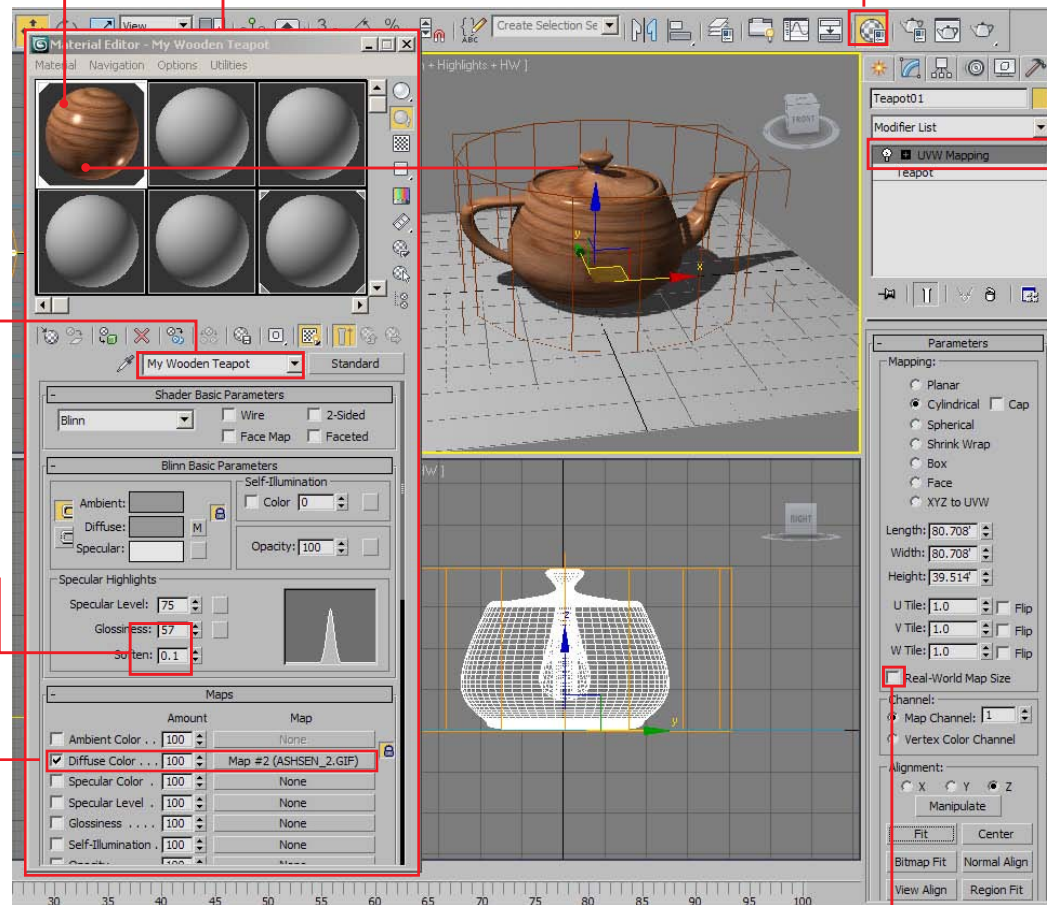 View
3
%
ABC
Create Selection Se
Material Editor - My Wooden Teapot
Material Navigation Options Utilities
n + Highlights + HW ]
FRONT
Teapot01
Modifier List
UVW Mapping
Teapot
My Wooden Teapot
Standard
Shader Basic Parameters
Blinn
Wire
2-Sided
Face Map
Faceted
Blinn Basic Parameters
Self-Illumination
Ambient:
Color 0
Diffuse:
M
Specular:
Opacity: 100
Specular Highlights
Specular Level: 75
Glossiness: 57
Soften: 0.1
Maps
Amount Map
Ambient Color . . 100 None
Diffuse Color . . . 100 Map #2 (ASHSEN_2.GIF)
Specular Color . 100 None
Specular Level . 100 None
Glossiness . . . . 100 None
Self-Illumination . 100 None
y
x
HW ]
RIGHT
z
y
Parameters
Mapping:
Planar
Cylindrical Cap
Spherical
Shrink Wrap
Box
Face
XYZ to UVW
Length: 80.708'
Width: 80.708'
Height: 39.514'
U Tile: 1.0 Flip
V Tile: 1.0 Flip
W Tile: 1.0 Flip
Real-World Map Size
Channel:
Map Channel: 1
Vertex Color Channel
Alignment:
X Y Z
Manipulate
Fit Center
Bitmap Fit Normal Align
View Align Region Fit
30 35 40 45 50 55 60 65 70 75 80 85 90 95 100